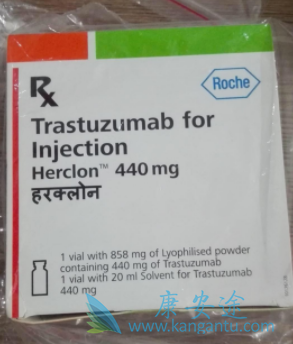 Rx
Roche
Trastuzumab for
Injection
Herclon™ 440 mg
हरक्लोन
1 vial with 858 mg of Lyophilised powder
containing 440 mg of Trastuzumab
1 vial with 20 ml Solvent for Trastuzumab
440 mg
康安途
www.kangantu.com